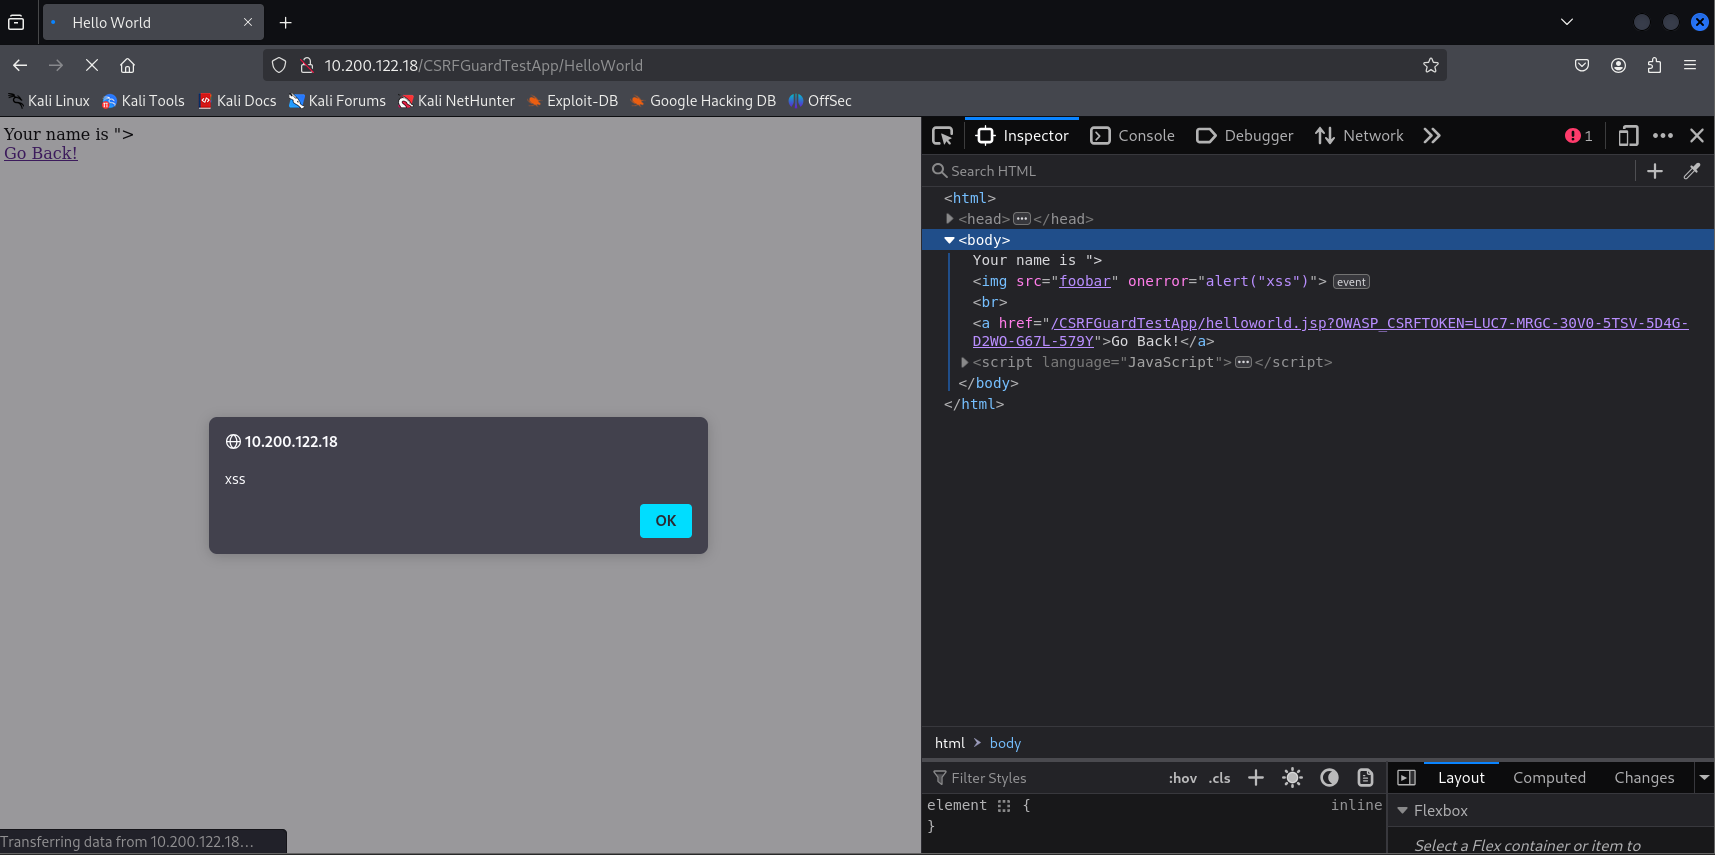 Hello World
10.200.122.18/CSRFGuardTestApp/HelloWorld
Kali Linux Kali Tools Kali Docs Kali Forums Kali NetHunter Exploit-DB Google Hacking DB OffSec
Your name is ">
Go Back!
10.200.122.18
xss
OK
Transferring data from 10.200.122.18…
Inspector Console Debugger Network 1
Search HTML
<html>
<head> ••• </head>
<body>
Your name is ">
<img src="foobar" onerror="alert("xss")"> event
<br>
<a href="/CSRFGuardTestApp/helloworld.jsp?OWASP_CSRFTOKEN=LUC7-MRGC-30V0-5TSV-5D4G-
D2WO-G67L-579Y">Go Back!</a>
<script language="JavaScript"> ••• </script>
</body>
</html>
html > body
Filter Styles :hov .cls
element { inline
}
Layout Computed Changes
Flexbox
Select a Flex container or item to